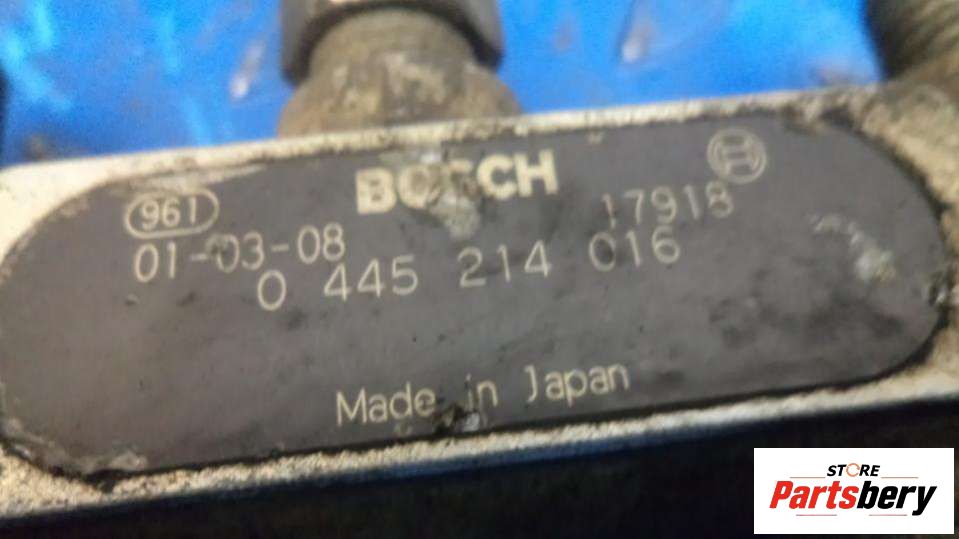 BOSCH
961
17918
01-03-08
0 445 214 016
Made in Japan
STORE
Partsbery